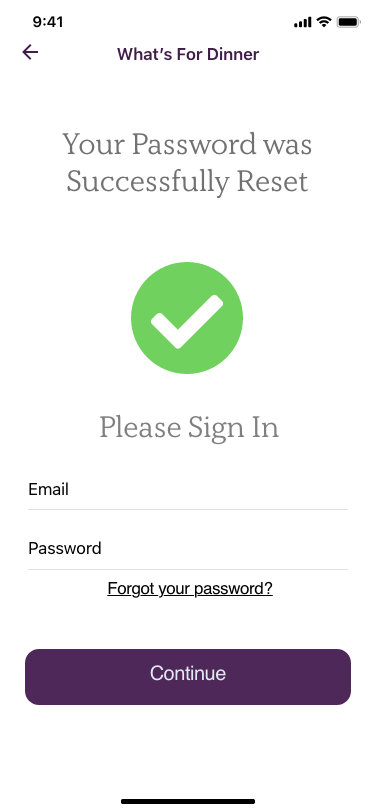 9:41
What’s For Dinner
Your Password was
Successfully Reset
Please Sign In
Email
Password
Forgot your password?
Continue